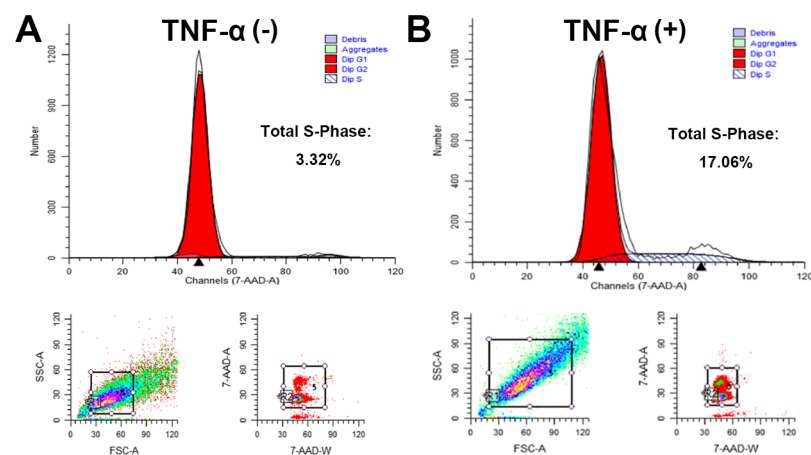 A
TNF-α (-)
Debris
Aggregates
Dip G1
Dip G2
Dip S
Total S-Phase:
3.32%
Number
0 300 600 900 1200
0 20 40 60 80 100 120
Channels (7-AAD-A)
B
TNF-α (+)
Debris
Aggregates
Dip G1
Dip G2
Dip S
Total S-Phase:
17.06%
Number
0 200 400 600 800 1000
0 20 40 60 80 100 120
Channels (7-AAD-A)
SSC-A
0 30 60 90 120
R1
0 30 60 90 120
FSC-A
7-AAD-A
0 30 60 90 120
R2
5
0 30 60 90 120
7-AAD-W
SSC-A
0 30 60 90 120
R1
0 30 60 90 120
FSC-A
7-AAD-A
0 30 60 90 120
0 30 60 90 120
7-AAD-W